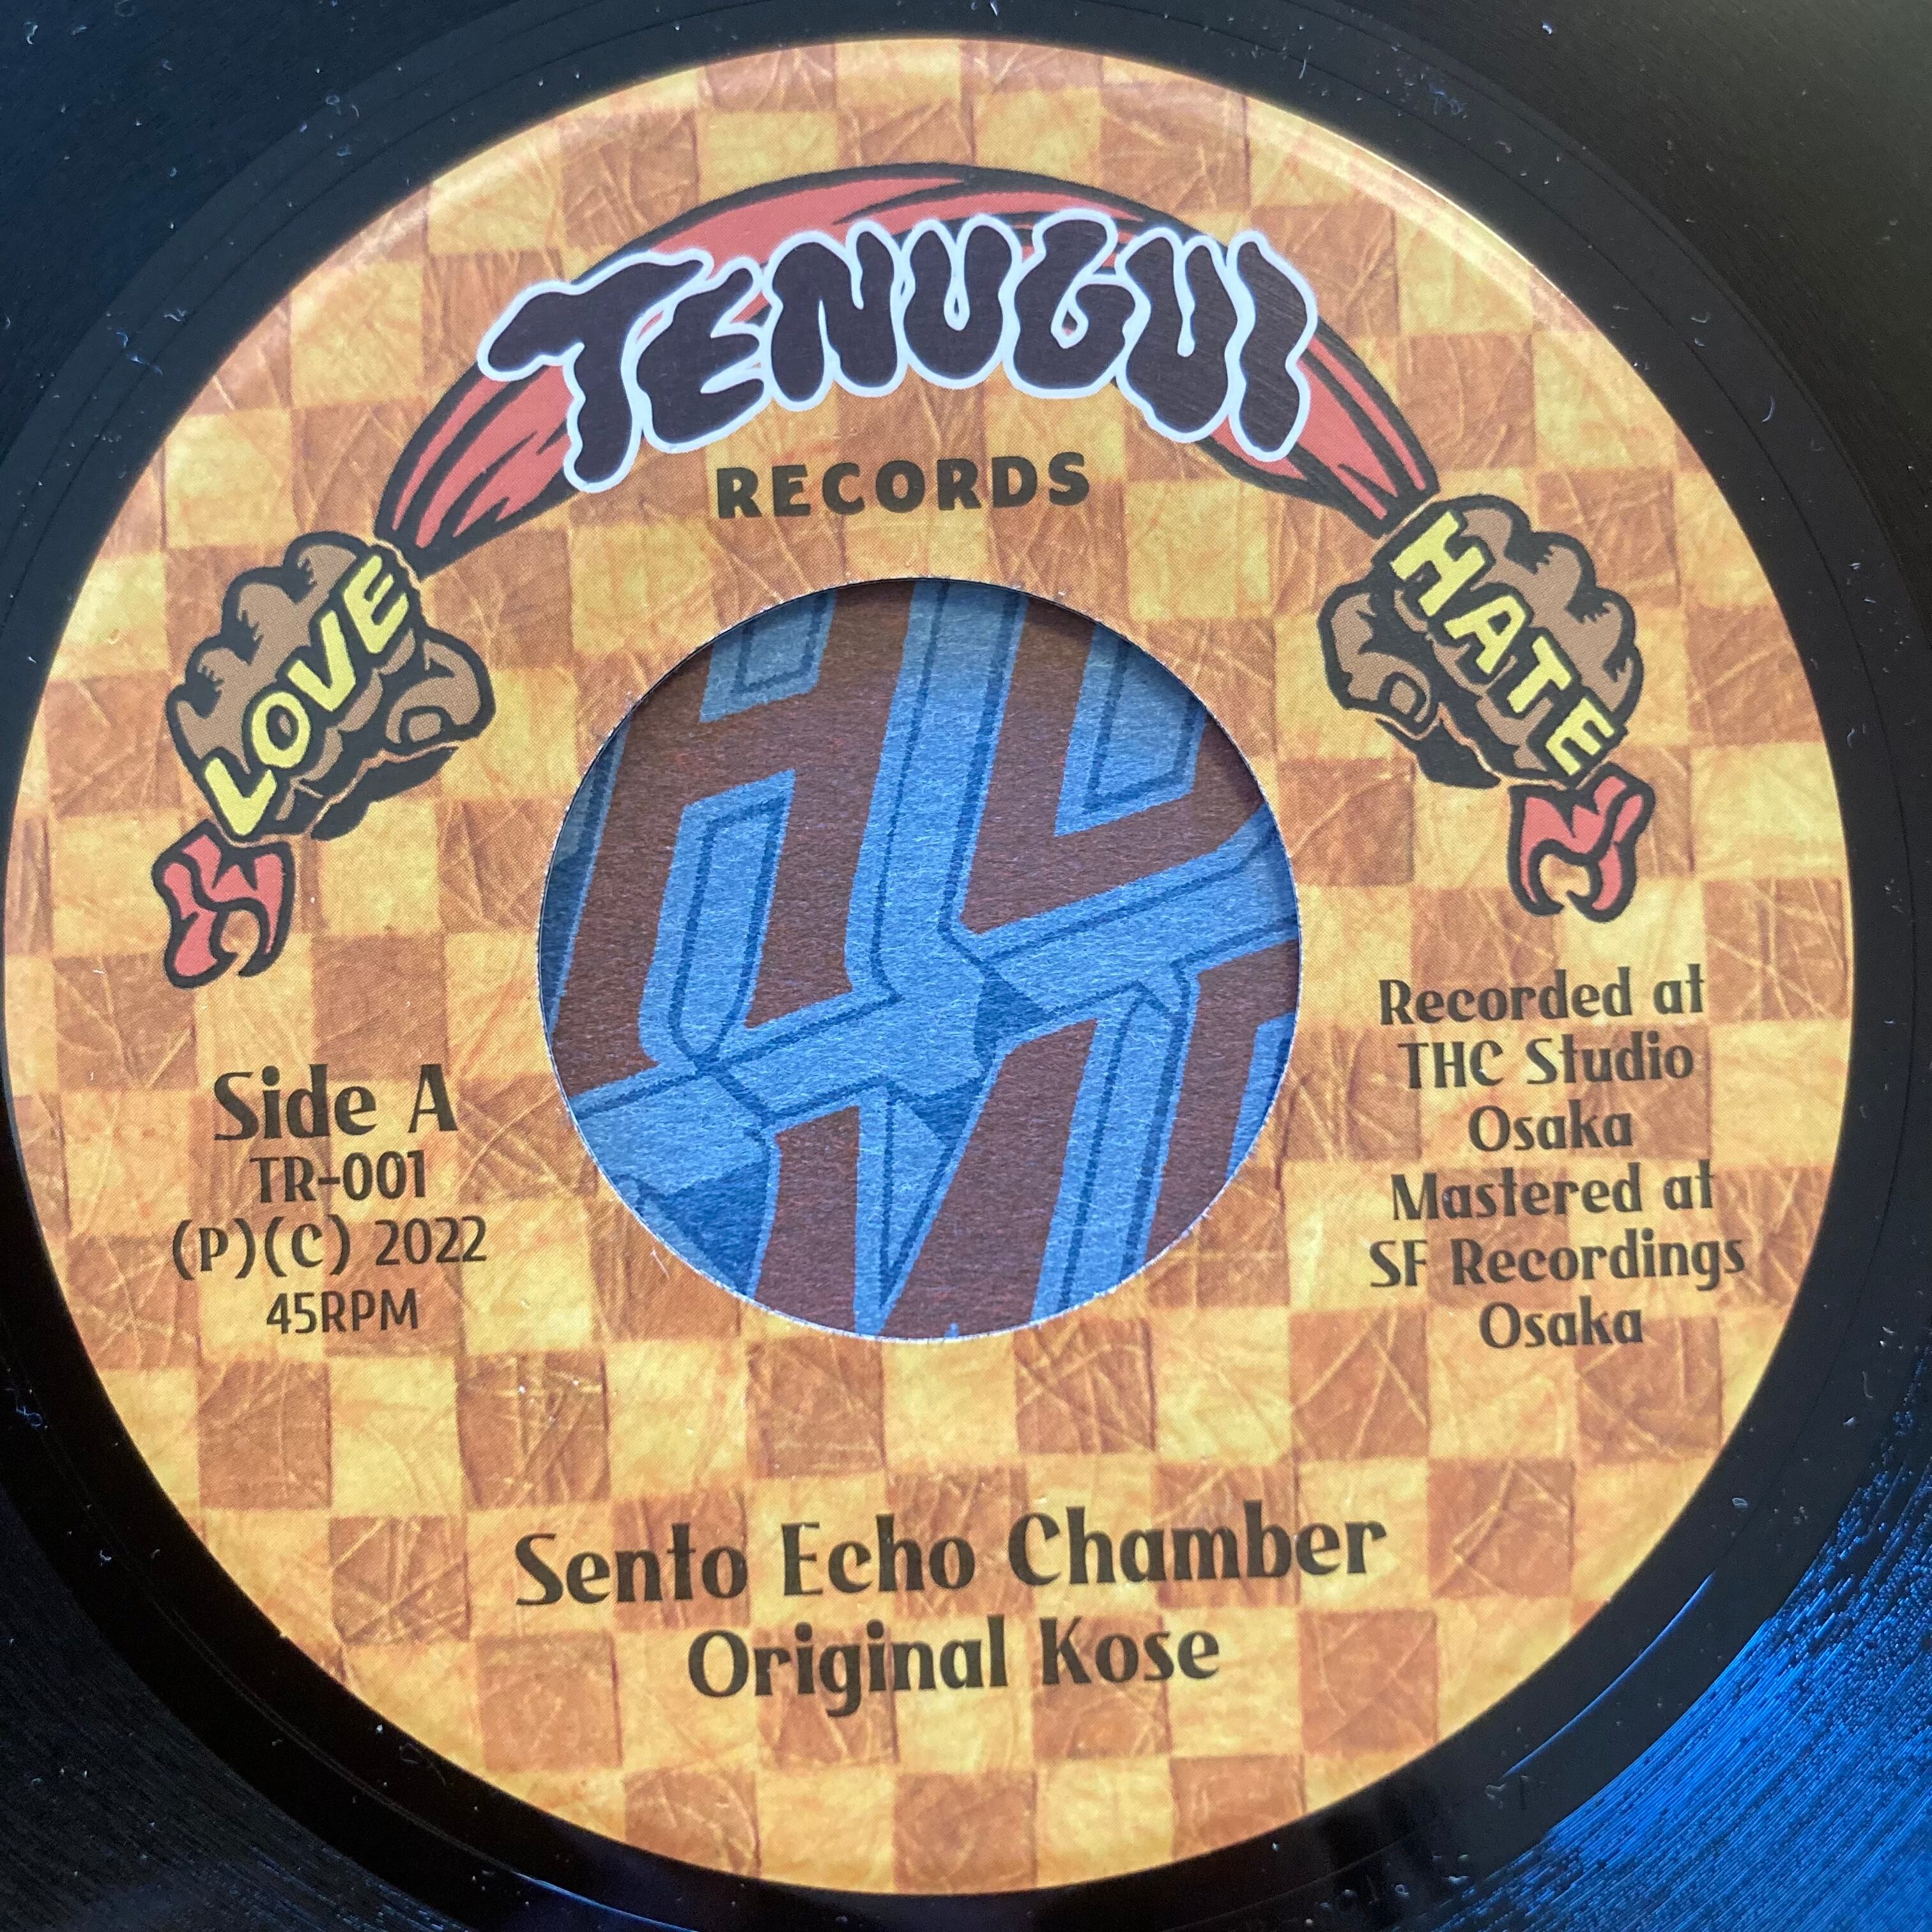 TENUGUI
RECORDS
LOVE
HATE
Side A
TR-001
(P)(C) 2022
45RPM
Recorded at
THC Studio
Osaka
Mastered at
SF Recordings
Osaka
Sento Echo Chamber
Original Kose